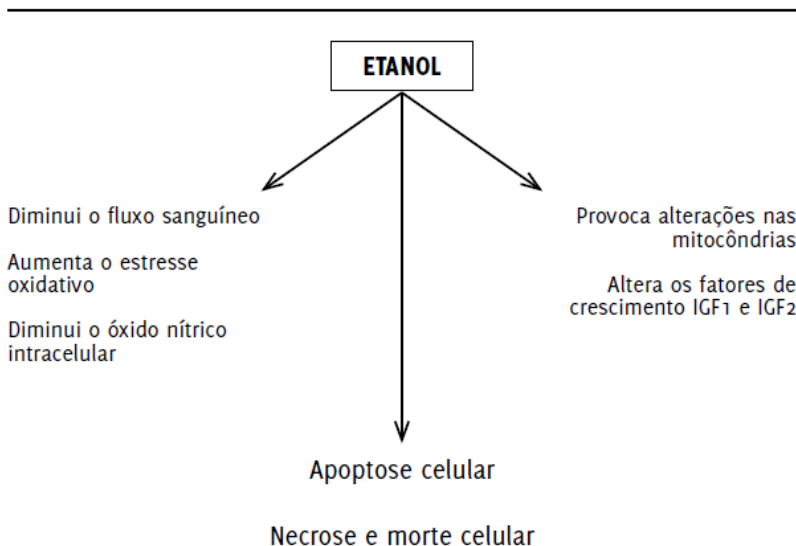 ETANOL
Diminui o fluxo sanguíneo
Aumenta o estresse
oxidativo
Diminui o óxido nítrico
intracelular
Provoca alterações nas
mitocôndrias
Altera os fatores de
crescimento IGF1 e IGF2
Apoptose celular
Necrose e morte celular